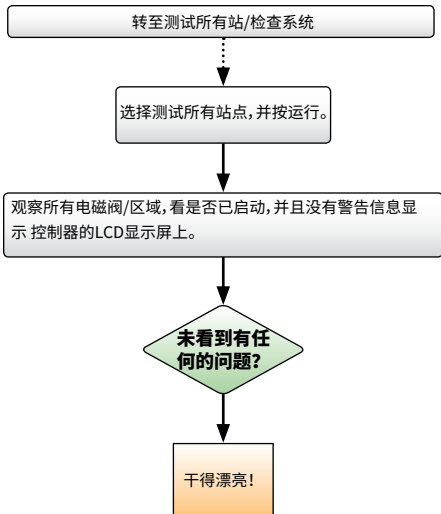 转至测试所有站/检查系统
选择测试所有站点，并按运行。
观察所有电磁阀/区域，看是否已启动，并且没有警告信息显
示 控制器的LCD显示屏上。
未看到有任
何的问题？
干得漂亮！